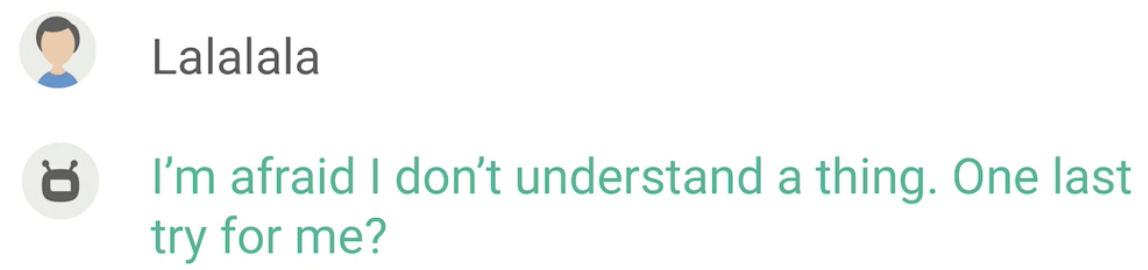 Lalalala
I’m afraid I don’t understand a thing. One last
try for me?